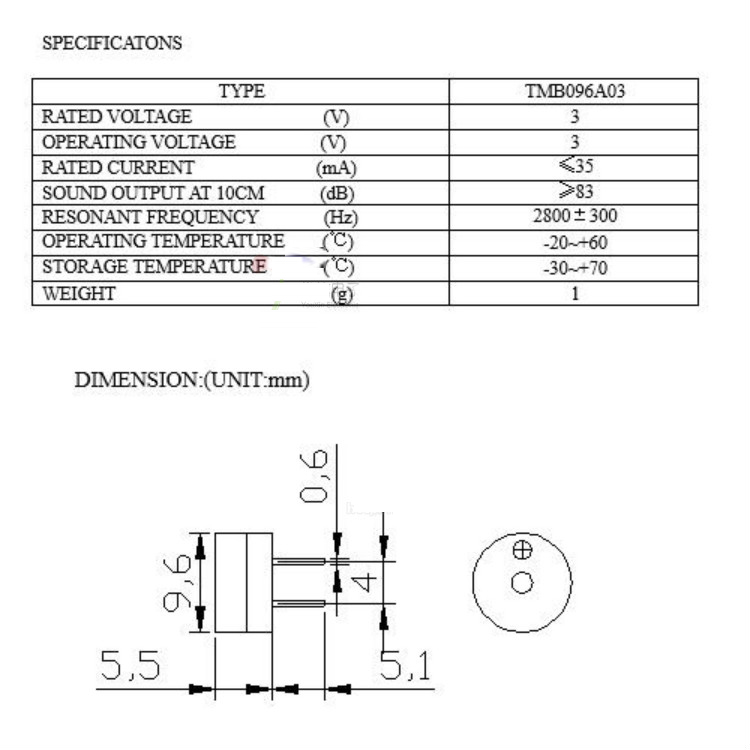 SPECIFICATONS
TYPE TMB096A03
RATED VOLTAGE (V) 3
OPERATING VOLTAGE (V) 3
RATED CURRENT (mA) ≤35
SOUND OUTPUT AT 10CM (dB) ≥83
RESONANT FREQUENCY (Hz) 2800±300
OPERATING TEMPERATURE (℃) -20~+60
STORAGE TEMPERATURE (℃) -30~+70
WEIGHT (g) 1
DIMENSION:(UNIT:mm)
0,6
9,6
4
5,5
5,1